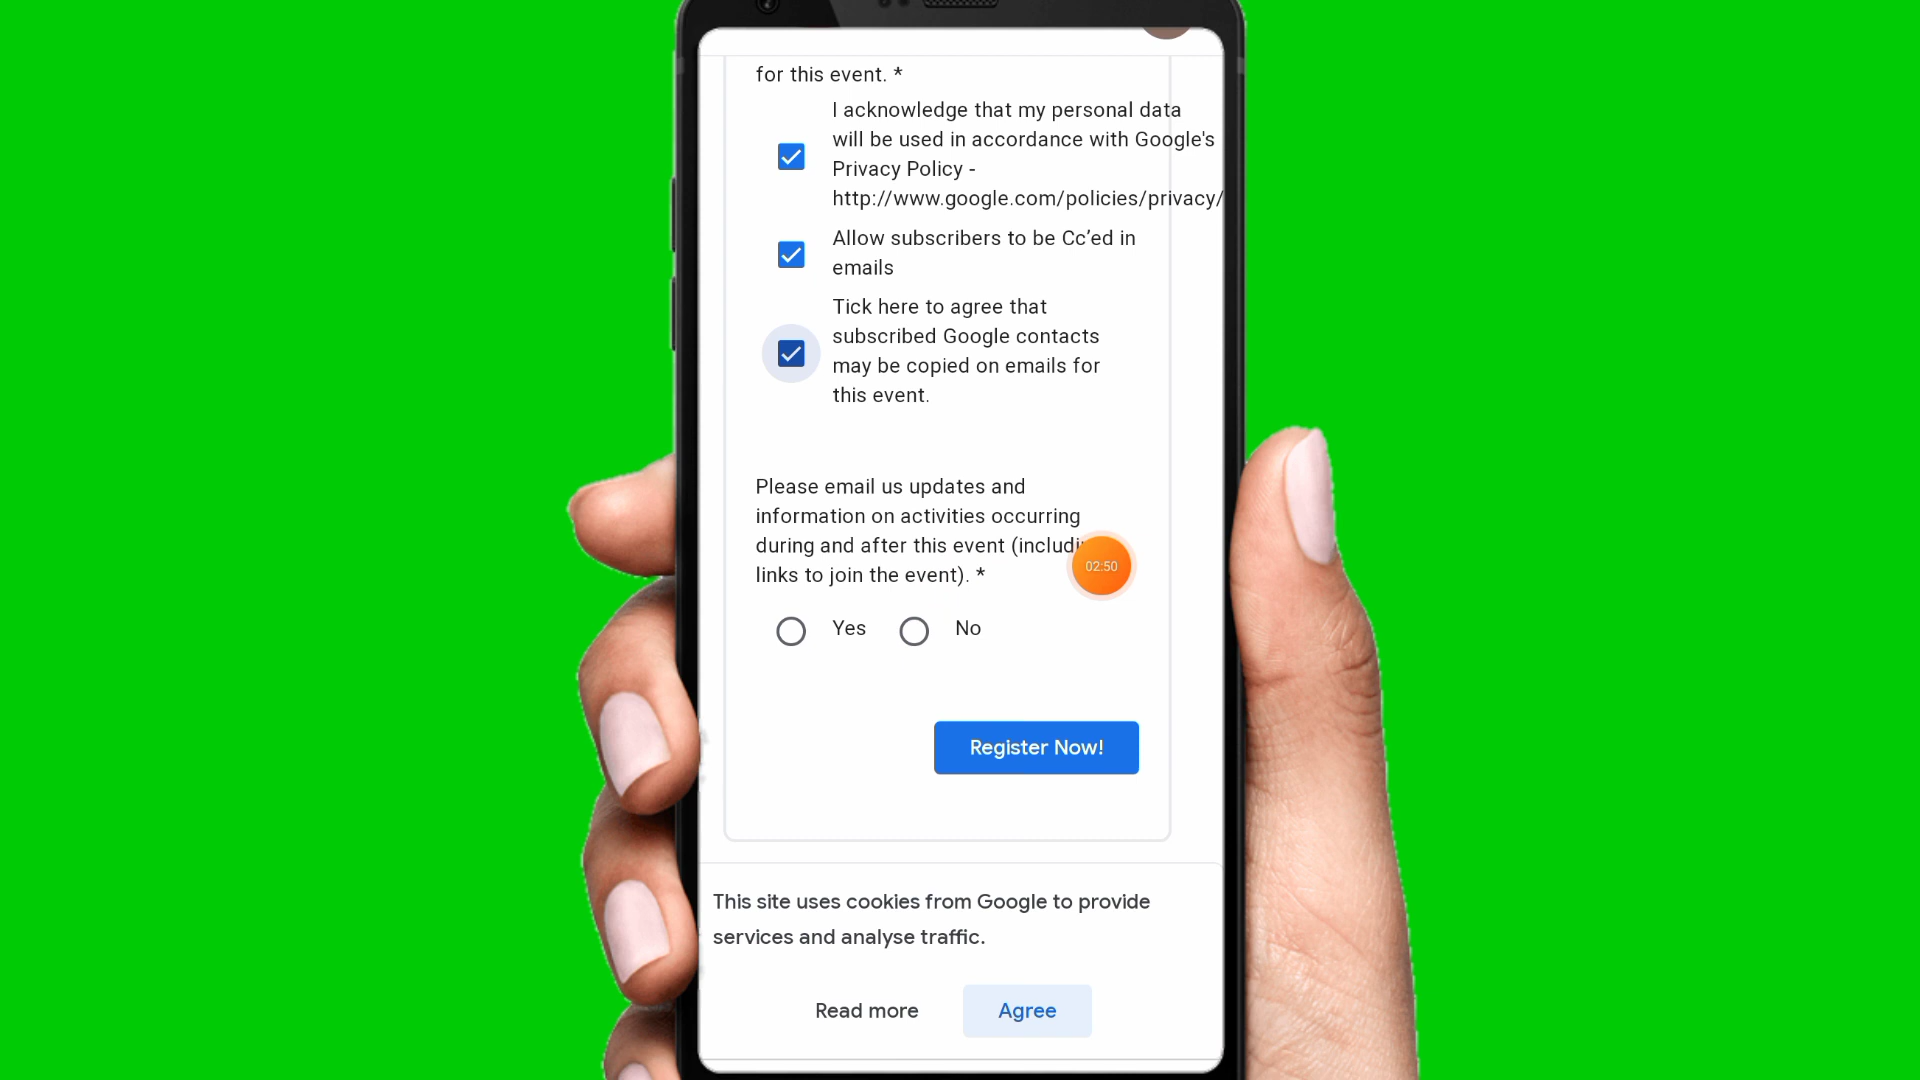 for this event. *
I acknowledge that my personal data
will be used in accordance with Google's
Privacy Policy -
http://www.google.com/policies/privacy/
Allow subscribers to be Cc’ed in
emails
Tick here to agree that
subscribed Google contacts
may be copied on emails for
this event.
Please email us updates and
information on activities occurring
during and after this event (includi
links to join the event). *
02:50
Yes No
Register Now!
This site uses cookies from Google to provide
services and analyse traffic.
Read more Agree